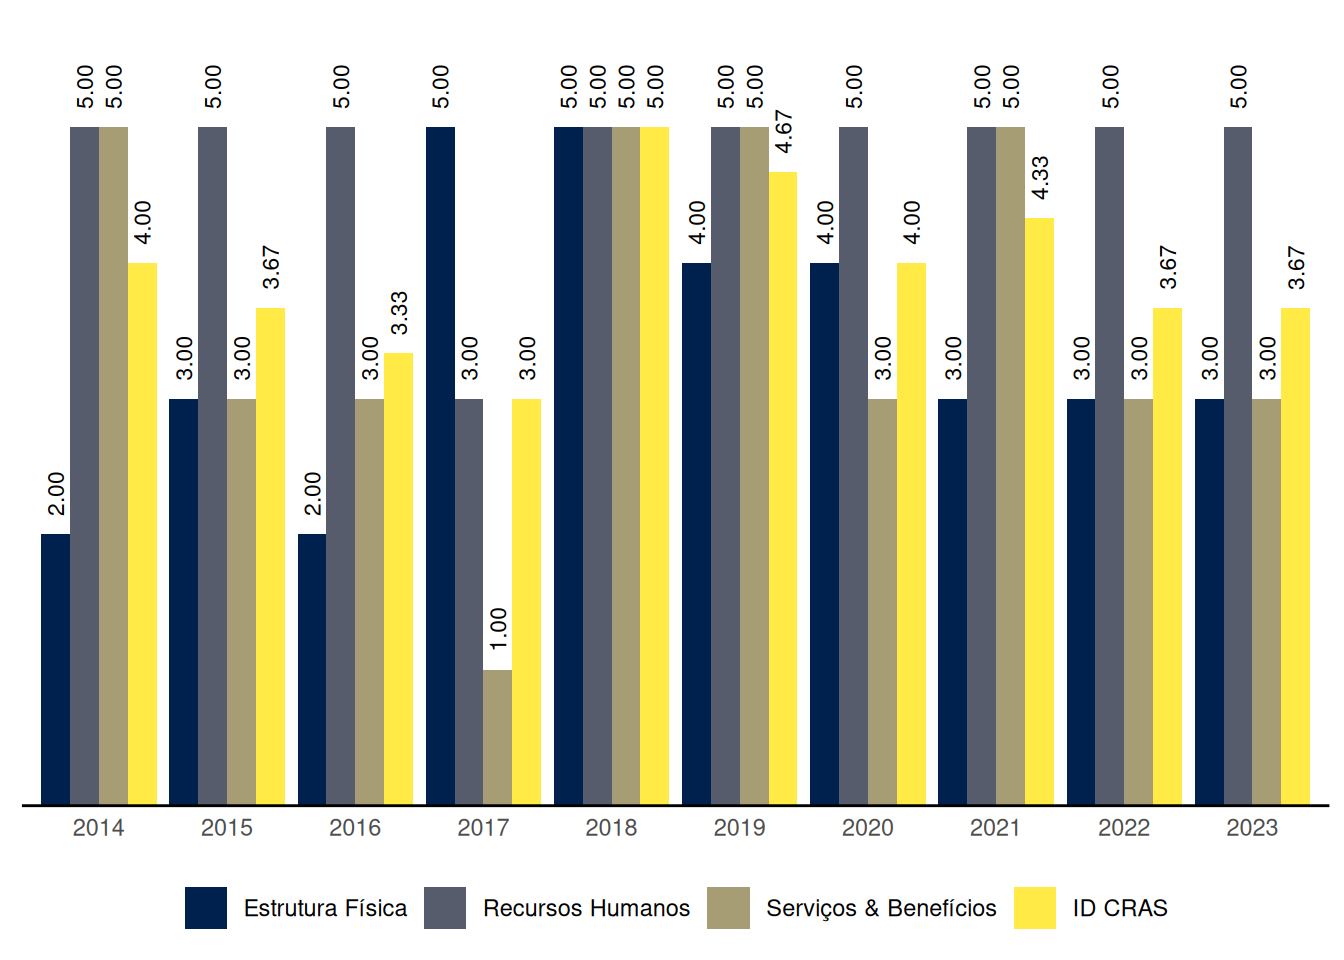 5.00 5.00 5.00 5.00 5.00 5.00 5.00 5.00 5.00 5.00 5.00 5.00 5.00 5.00 5.00 5.00
4.67
4.33
4.00 4.00 4.00 4.00
3.67 3.67 3.67
3.33
3.00 3.00 3.00 3.00 3.00 3.00 3.00 3.00 3.00 3.00 3.00
2.00 2.00
1.00
2014 2015 2016 2017 2018 2019 2020 2021 2022 2023
Estrutura Física Recursos Humanos Serviços & Benefícios ID CRAS